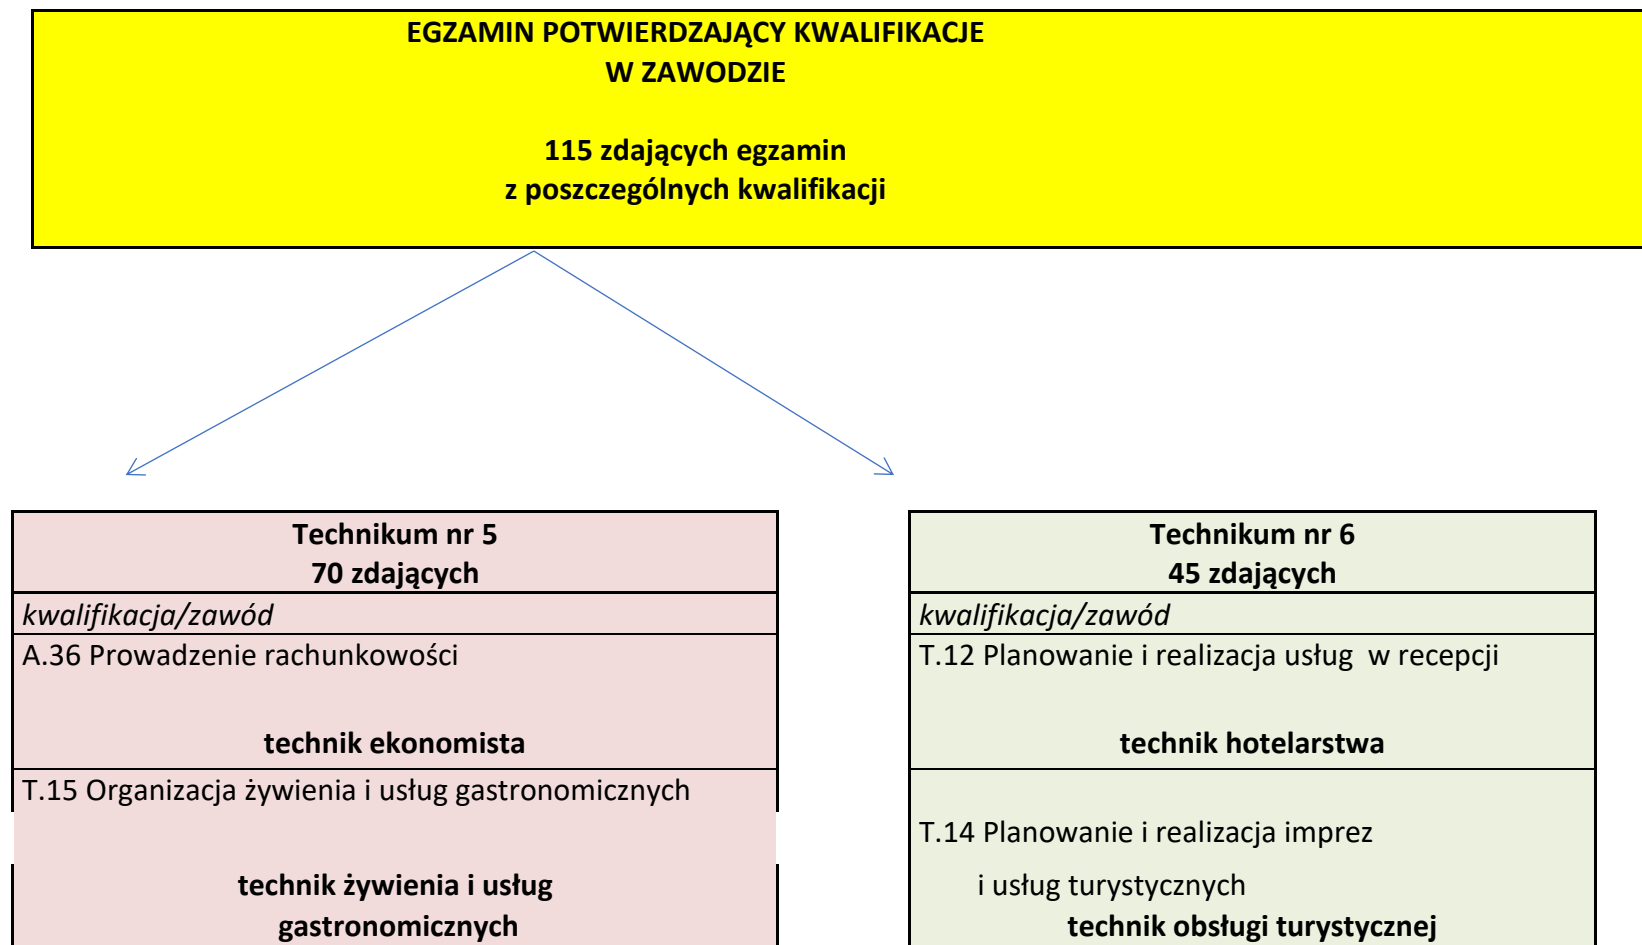 EGZAMIN POTWIERDZAJĄCY KWALIFIKACJE
W ZAWODZIE
115 zdających egzamin
z poszczególnych kwalifikacji
Technikum nr 5
70 zdających
kwalifikacja/zawód
A.36 Prowadzenie rachunkowości
technik ekonomista
T.15 Organizacja żywienia i usług gastronomicznych
technik żywienia i usług
gastronomicznych
Technikum nr 6
45 zdających
kwalifikacja/zawód
T.12 Planowanie i realizacja usług  w recepcji
technik hotelarstwa
T.14 Planowanie i realizacja imprez
i usług turystycznych
technik obsługi turystycznej